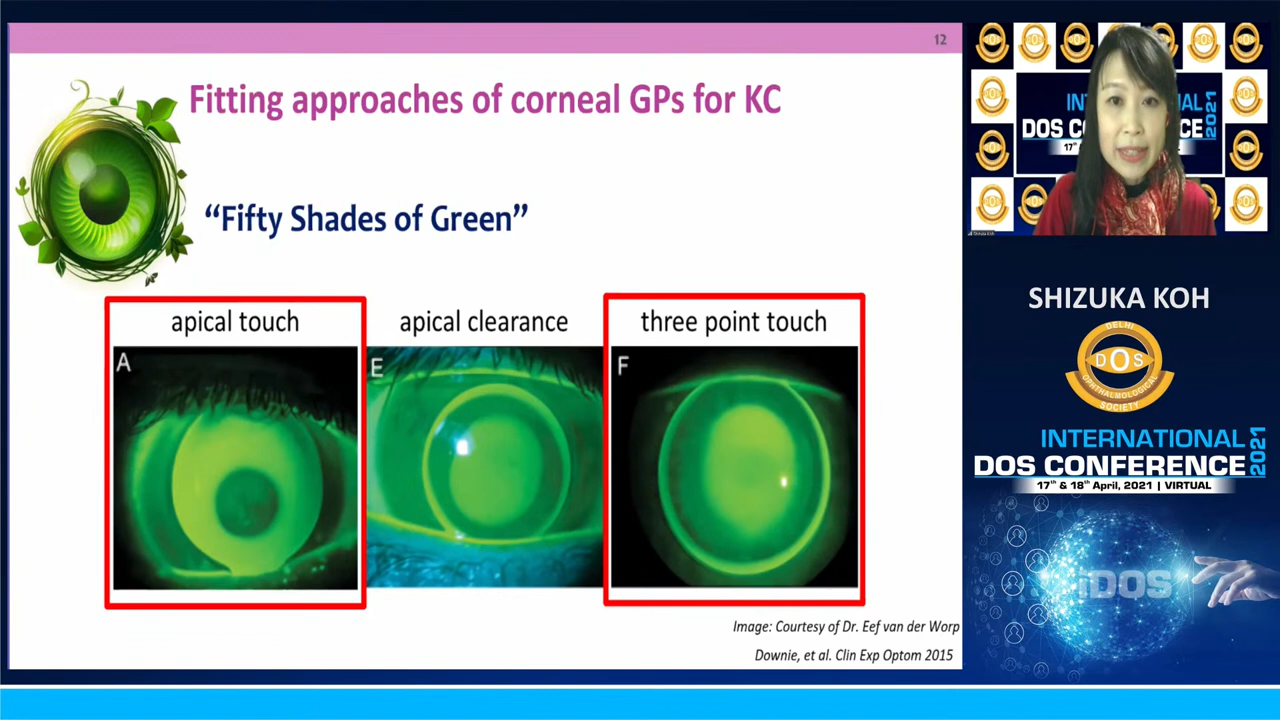 12
Fitting approaches of corneal GPs for KC
“Fifty Shades of Green”
apical touch
apical clearance
three point touch
A
E
F
Image: Courtesy of Dr. Eef van der Worp
Downie, et al. Clin Exp Optom 2015
SHIZUKA KOH
DELHI
DOS
OPHTHALMOLOGICAL
SOCIETY
INTERNATIONAL
DOS CONFERENCE
2021
17th & 18th April, 2021 | VIRTUAL
iDOS